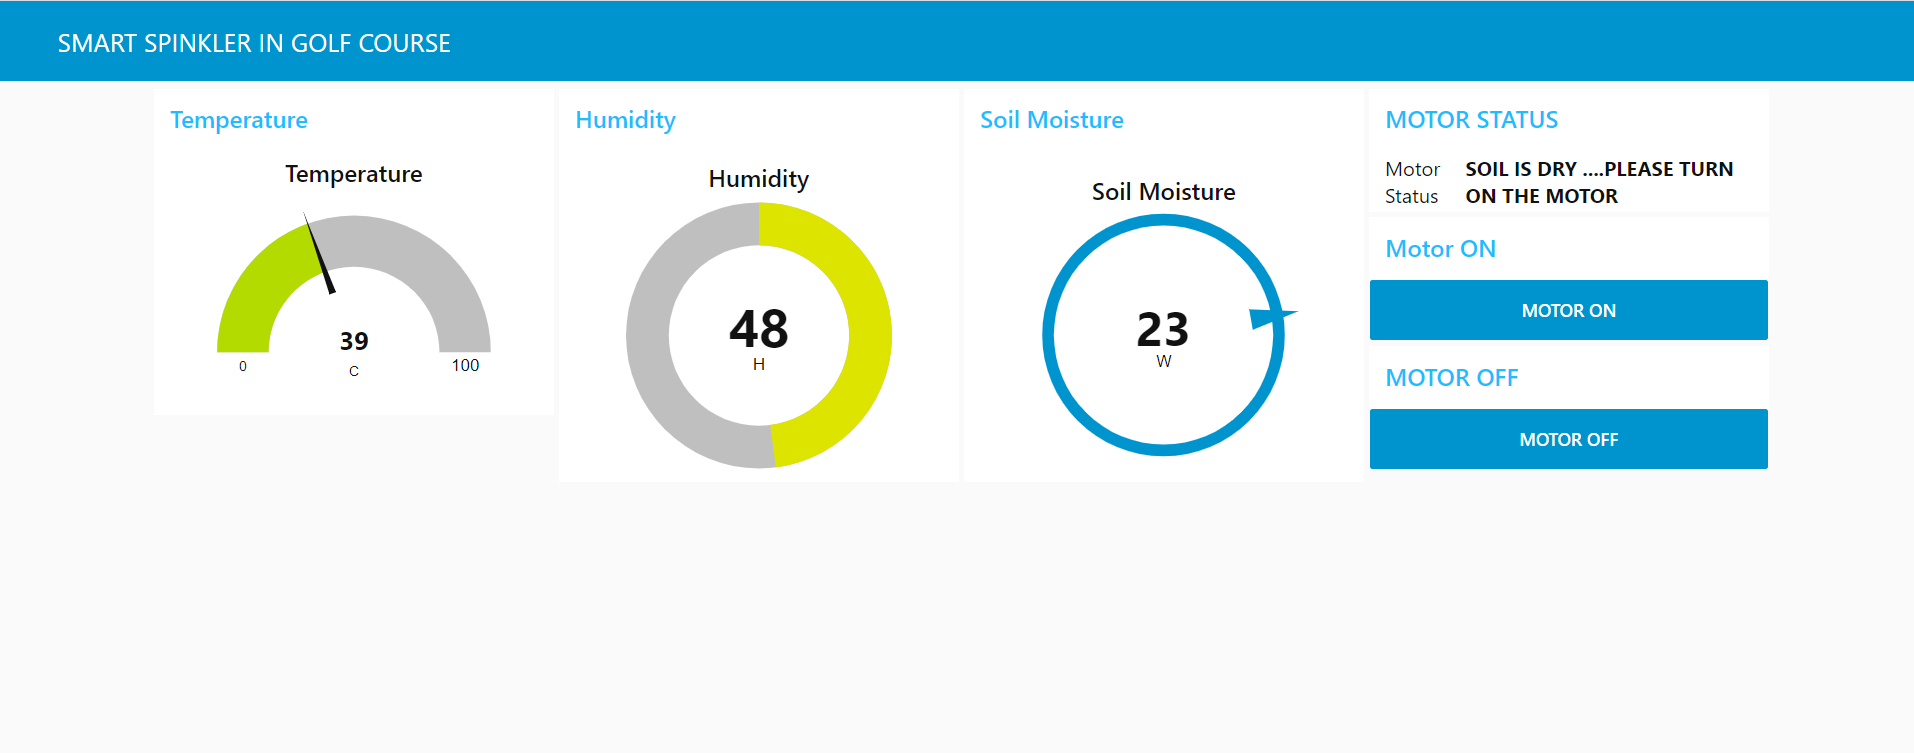 SMART SPINKLER IN GOLF COURSE
Temperature
Temperature
39
0
C
100
Humidity
Humidity
48
H
Soil Moisture
Soil Moisture
23
W
MOTOR STATUS
Motor Status
SOIL IS DRY ....PLEASE TURN
ON THE MOTOR
Motor ON
MOTOR ON
MOTOR OFF
MOTOR OFF